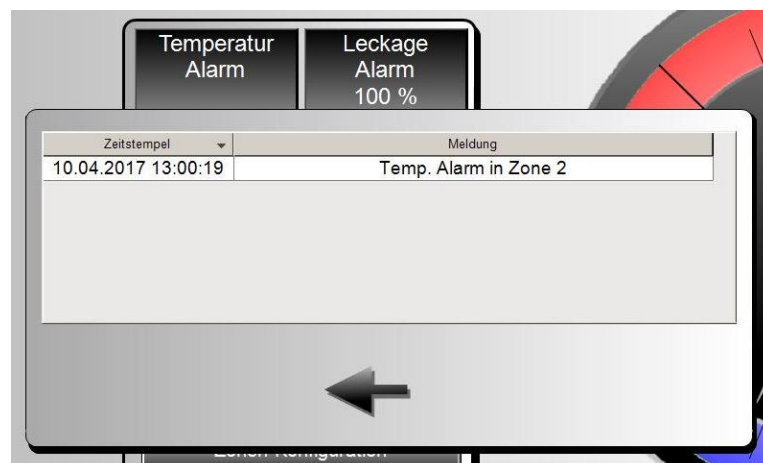 Temperatur
Alarm
Leckage
Alarm
100 %
Zeitstempel Meldung
10.04.2017 13:00:19 Temp. Alarm in Zone 2